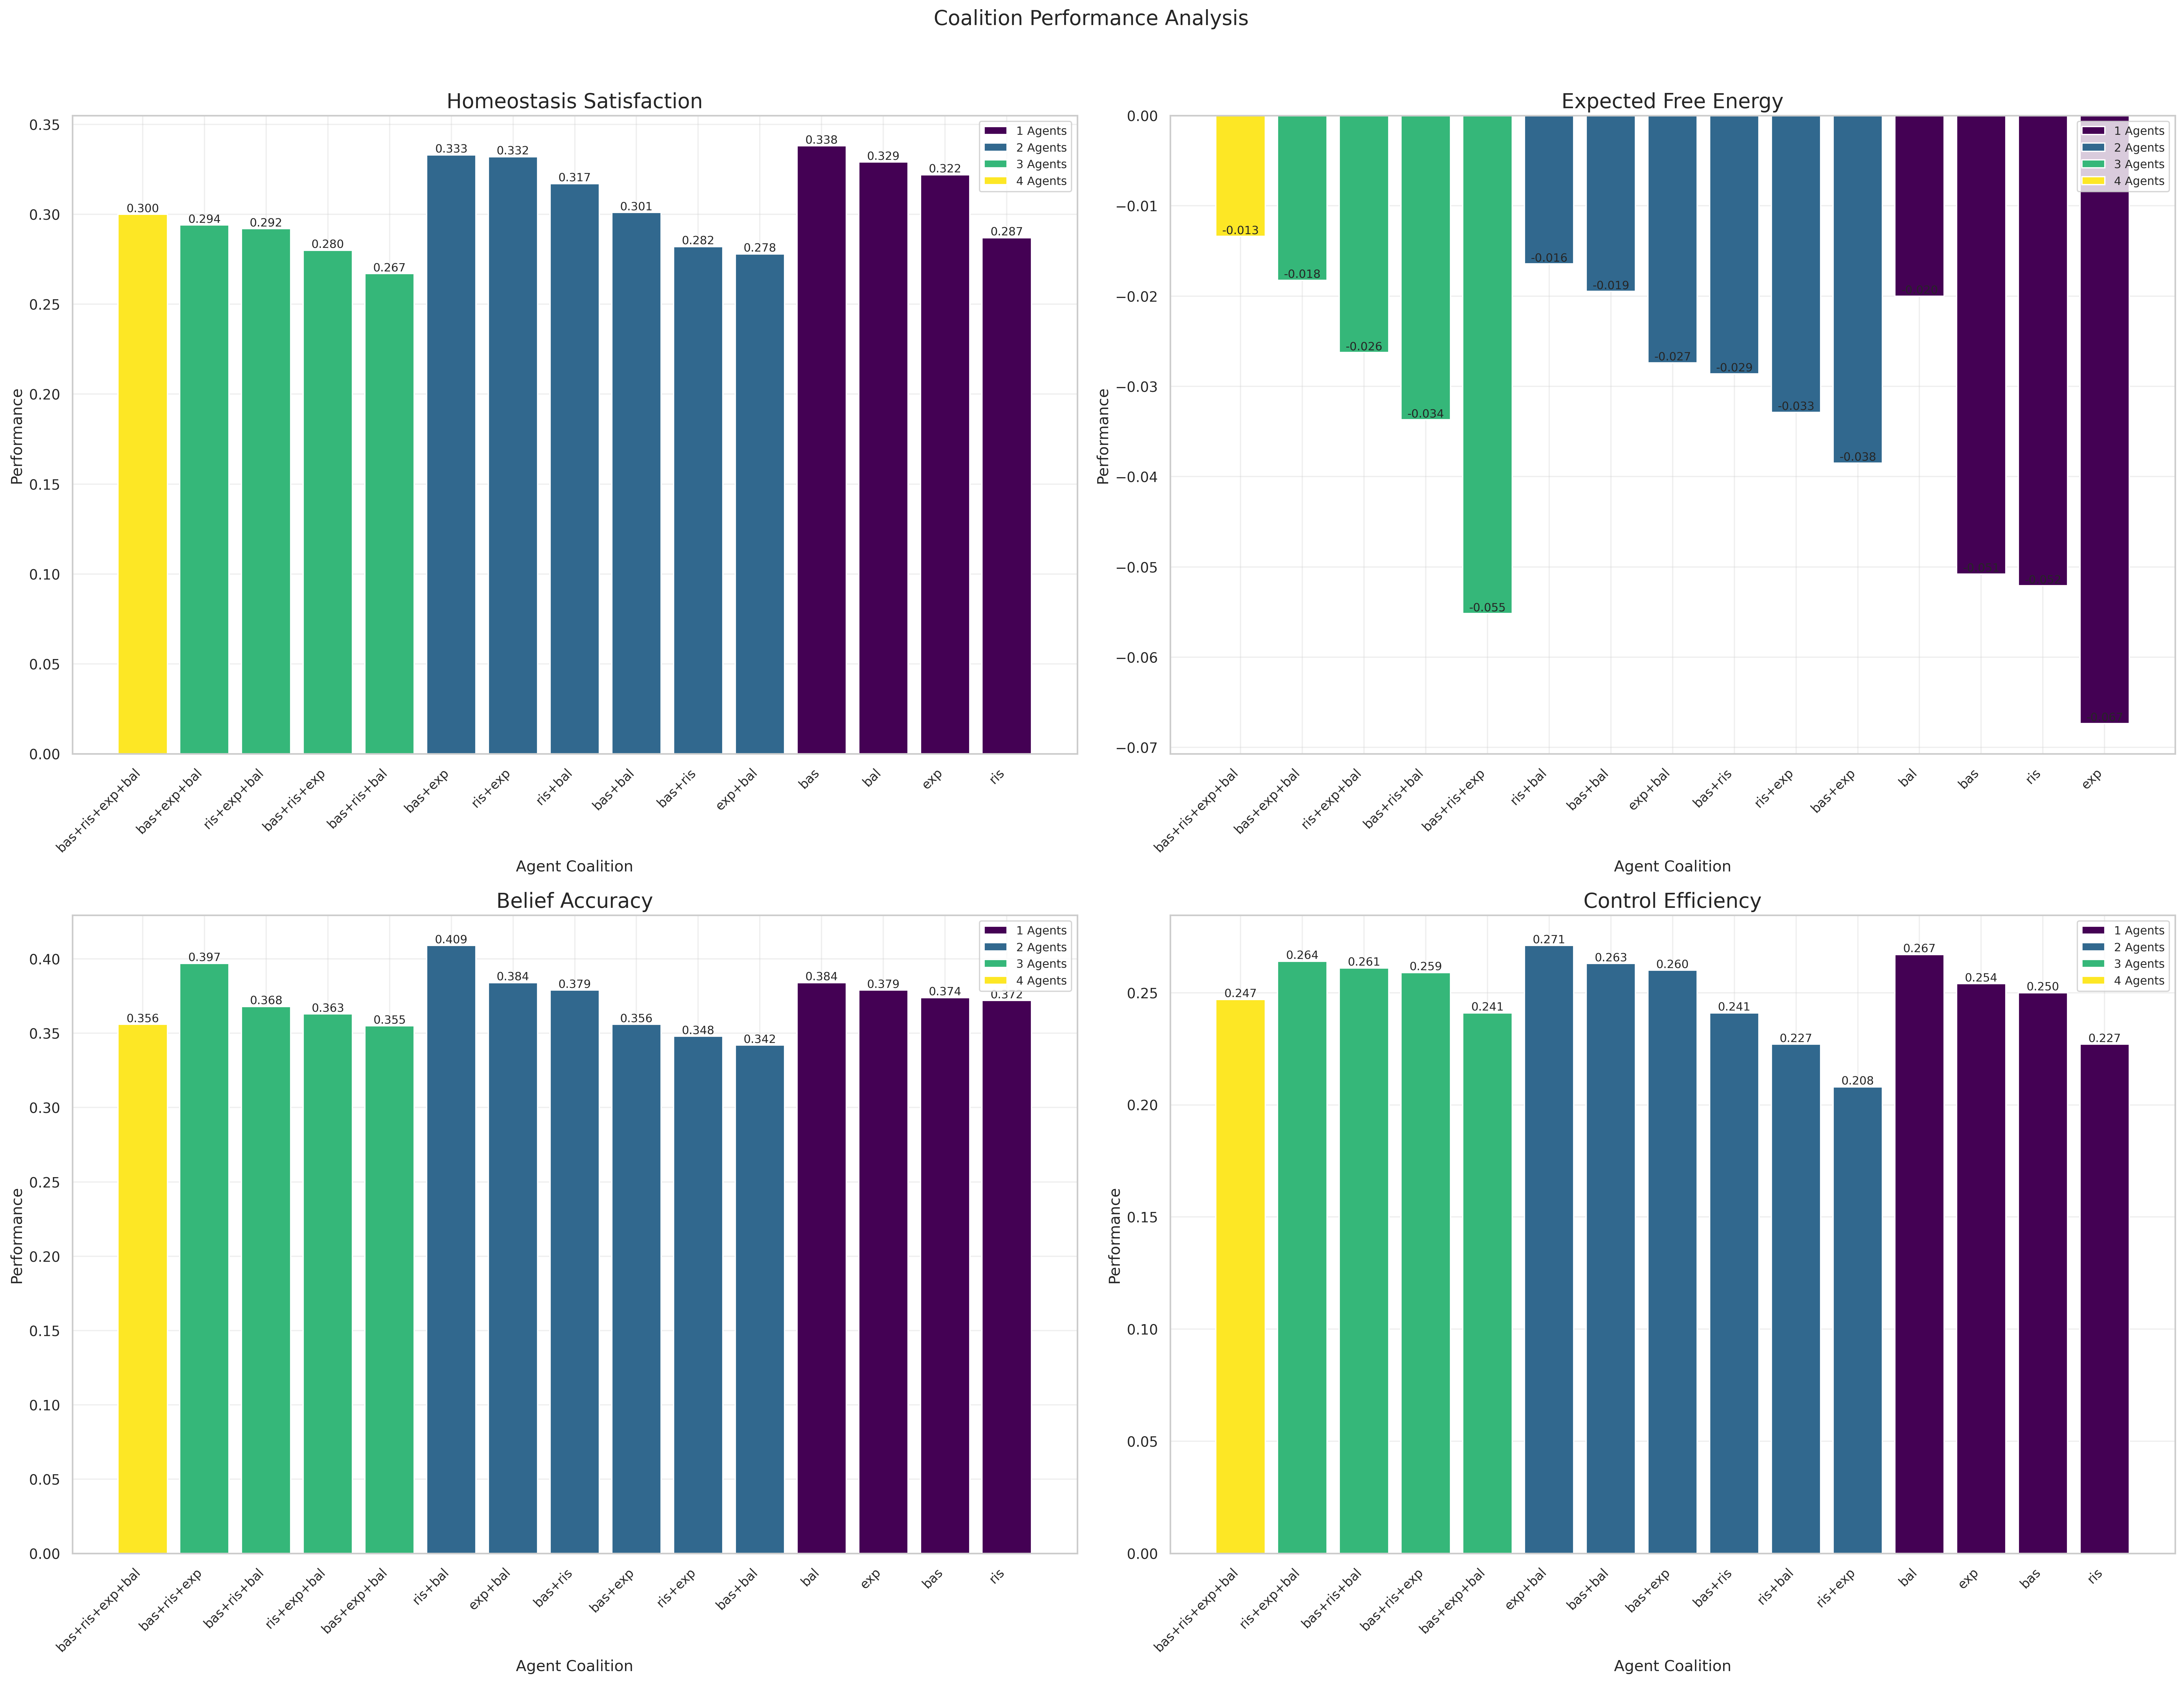 Coalition Performance Analysis
Homeostasis Satisfaction
Performance
0.35
0.30
0.25
0.20
0.15
0.10
0.05
0.00
0.300
0.294
0.292
0.280
0.267
0.333
0.332
0.317
0.301
0.282
0.278
0.338
0.329
0.322
0.287
1 Agents
2 Agents
3 Agents
4 Agents
bas+ris+exp+bal
bas+exp+bal
ris+exp+bal
bas+ris+exp
bas+ris+bal
bas+exp
ris+exp
ris+bal
bas+bal
bas+ris
exp+bal
bas
bal
exp
ris
Agent Coalition
Expected Free Energy
Performance
0.00
−0.01
−0.02
−0.03
−0.04
−0.05
−0.06
−0.07
-0.013
-0.018
-0.026
-0.034
-0.055
-0.016
-0.019
-0.027
-0.029
-0.033
-0.038
1 Agents
2 Agents
3 Agents
4 Agents
bas+ris+exp+bal
bas+exp+bal
ris+exp+bal
bas+ris+bal
bas+ris+exp
ris+bal
bas+bal
exp+bal
bas+ris
ris+exp
bas+exp
bal
bas
ris
exp
Agent Coalition
Belief Accuracy
Performance
0.40
0.35
0.30
0.25
0.20
0.15
0.10
0.05
0.00
0.356
0.397
0.368
0.363
0.355
0.409
0.384
0.379
0.356
0.348
0.342
0.384
0.379
0.374
0.372
1 Agents
2 Agents
3 Agents
4 Agents
bas+ris+exp+bal
bas+ris+exp
bas+ris+bal
ris+exp+bal
bas+exp+bal
ris+bal
exp+bal
bas+ris
bas+exp
ris+exp
bas+bal
bal
exp
bas
ris
Agent Coalition
Control Efficiency
Performance
0.25
0.20
0.15
0.10
0.05
0.00
0.247
0.264
0.261
0.259
0.241
0.271
0.263
0.260
0.241
0.227
0.208
0.267
0.254
0.250
0.227
1 Agents
2 Agents
3 Agents
4 Agents
bas+ris+exp+bal
ris+exp+bal
bas+ris+bal
bas+ris+exp
bas+exp+bal
exp+bal
bas+bal
bas+exp
bas+ris
ris+bal
ris+exp
bal
exp
bas
ris
Agent Coalition